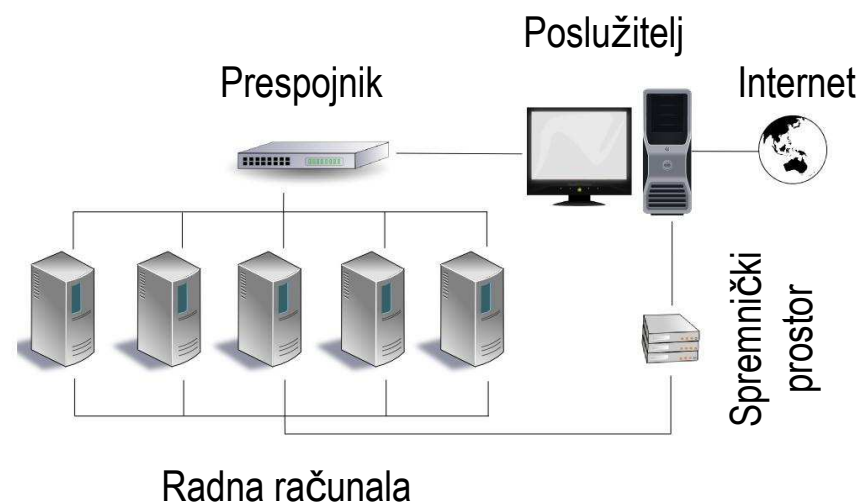 Poslužitelj
Prespojnik
Internet
Spremnički
prostor
Radna računala